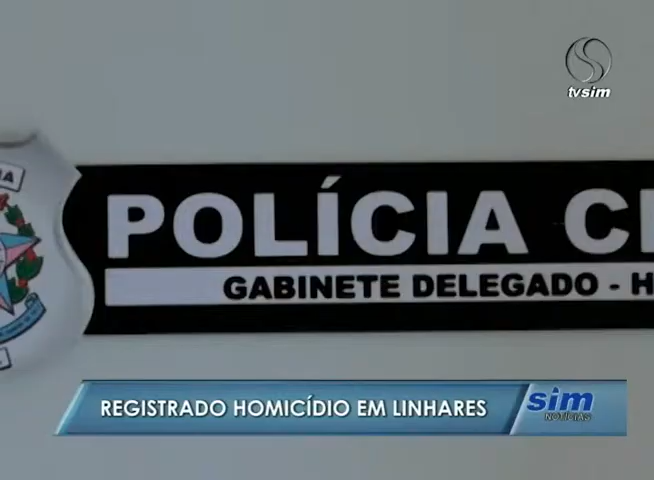 tvsim
POLÍCIA CI
GABINETE DELEGADO - H
REGISTRADO HOMICÍDIO EM LINHARES
sim
NOTÍCIAS